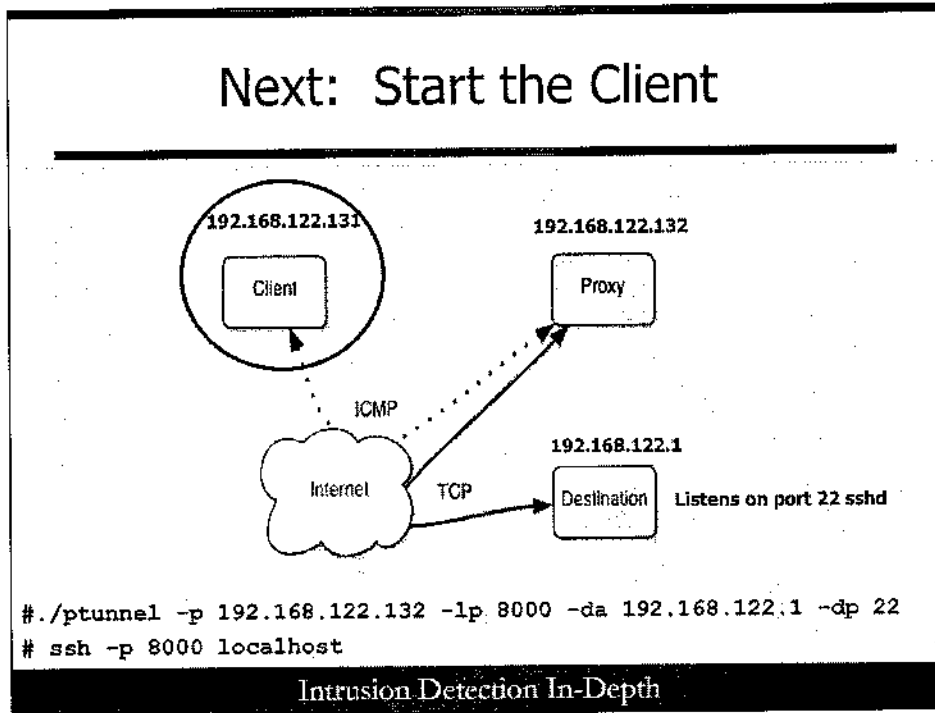 Next: Start the Client
192.168.122.131
192.168.122.132
Client
Proxy
ICMP
192.168.122.1
Internet
TCP
Destination
Listens on port 22 sshd
#./ptunnel -p 192.168.122.132 -lp 8000 -da 192.168.122.1 -dp 22
# ssh -p 8000 localhost
Intrusion Detection In-Depth